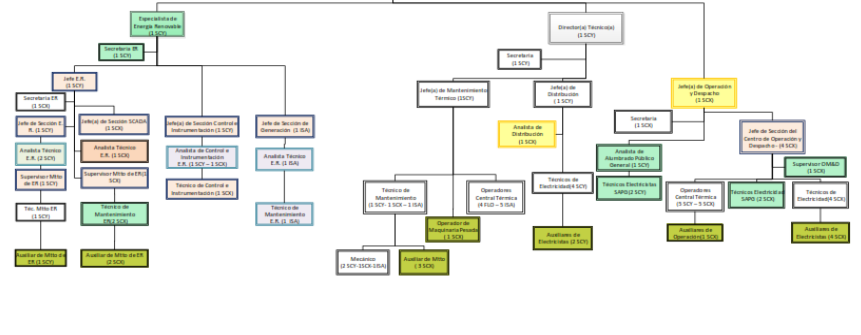 Especialista de
Energía Renovable
(1 SCY)
Secretaria ER
(1 SCY)
Jefe E.R.
(1 SCY)
Secretaria ER
(1 SCX)
Jefe de Sección E.
R. (1 SCY)
Jefe(a) de Sección SCADA
(1 SCX)
Analista Técnico
E.R. (2 SCY)
Analista Técnico
E.R. (1 SCX)
Supervisor Mtto
de ER (1 SCY)
Supervisor Mtto de ER(1
SCX)
Téc. Mtto ER
(1 SCY)
Técnico de
Mantenimiento
ER(2 SCX)
Auxiliar de Mtto de
ER (1 SCY)
Auxiliar de Mtto de ER
(2 SCX)
Jefe(a) de Sección Control e
Instrumentación (1 SCY)
Analista de Control e
Instrumentación
E.R. (1 SCY – 1 SCX)
Técnico de Control e
Instrumentación (1 SCX)
Jefe de Sección de
Generación (1 ISA)
Analista Técnico
E.R. (1 ISA)
Técnico de
Mantenimiento
E.R. (1 ISA)
Director(a) Técnico(a)
(1 SCY)
Secretaria
(1 SCY)
Jefe(a) de Mantenimiento
Térmico (1SCY)
Jefe(a) de
Distribución
( 1 SCY)
Analista de
Distribución
(1 SCX)
Técnico de
Mantenimiento
(1 SCY- 1 SCX – 1 ISA)
Operadores
Central Térmica
(4 FLO – 5 ISA)
Operador de
Maquinaria Pesada
( 1 SCY)
Mecánico
(2 SCY-1SCX-1ISA)
Auxiliar de Mtto
( 3 SCX)
Técnicos de
Electricidad(4 SCY)
Auxiliares de
Electricidas (2 SCY)
Jefe(a) de Operación
y Despacho
(1 SCX)
Secretaria
(1 SCX)
Jefe de Sección del
Centro de Operación y
Despacho - (4 SCX)
Analista de
Alumbrado Público
General (1 SCY)
Técnicos Electricidas
SAPG(2 SCY)
Supervisor OM&D
(1 SCX)
Operadores
Central Térmica
(5 SCY – 5 SCX)
Técnicos Electricidad
SAPG (2 SCX)
Técnicos de
Electricidad(4 SCX)
Auxiliares de
Operación(1 SCX)
Auxiliares de
Electricidas (4 SCX)